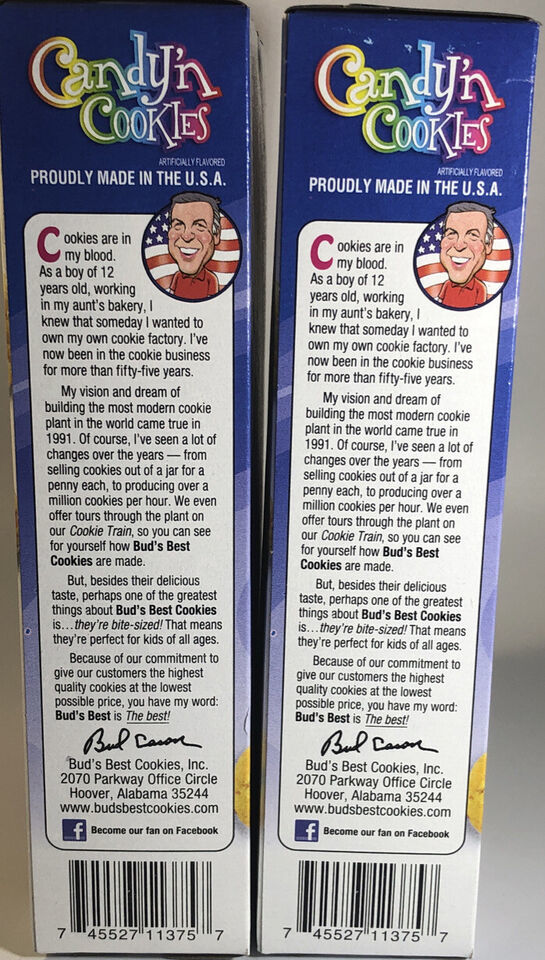 Candy'n
Cookies
ARTIFICIALLY FLAVORED
PROUDLY MADE IN THE U.S.A.
Cookies are in
my blood.
As a boy of 12
years old, working
in my aunt's bakery, I
knew that someday I wanted to
own my own cookie factory. I've
now been in the cookie business
for more than fifty-five years.
My vision and dream of
building the most modern cookie
plant in the world came true in
1991. Of course, I've seen a lot of
changes over the years — from
selling cookies out of a jar for a
penny each, to producing over a
million cookies per hour. We even
offer tours through the plant on
our Cookie Train, so you can see
for yourself how Bud's Best
Cookies are made.
But, besides their delicious
taste, perhaps one of the greatest
things about Bud's Best Cookies
is...they're bite-sized! That means
they're perfect for kids of all ages.
Because of our commitment to
give our customers the highest
quality cookies at the lowest
possible price, you have my word:
Bud's Best is The best!
Bud Cason
Bud's Best Cookies, Inc.
2070 Parkway Office Circle
Hoover, Alabama 35244
www.budsbestcookies.com
f Become our fan on Facebook
7 45527 11375 7
Candy'n
Cookies
ARTIFICIALLY FLAVORED
PROUDLY MADE IN THE U.S.A.
Cookies are in
my blood.
As a boy of 12
years old, working
in my aunt's bakery, I
knew that someday I wanted to
own my own cookie factory. I've
now been in the cookie business
for more than fifty-five years.
My vision and dream of
building the most modern cookie
plant in the world came true in
1991. Of course, I've seen a lot of
changes over the years — from
selling cookies out of a jar for a
penny each, to producing over a
million cookies per hour. We even
offer tours through the plant on
our Cookie Train, so you can see
for yourself how Bud's Best
Cookies are made.
But, besides their delicious
taste, perhaps one of the greatest
things about Bud's Best Cookies
is...they're bite-sized! That means
they're perfect for kids of all ages.
Because of our commitment to
give our customers the highest
quality cookies at the lowest
possible price, you have my word:
Bud's Best is The best!
Bud Cason
Bud's Best Cookies, Inc.
2070 Parkway Office Circle
Hoover, Alabama 35244
www.budsbestcookies.com
f Become our fan on Facebook
7 45527 11375 7